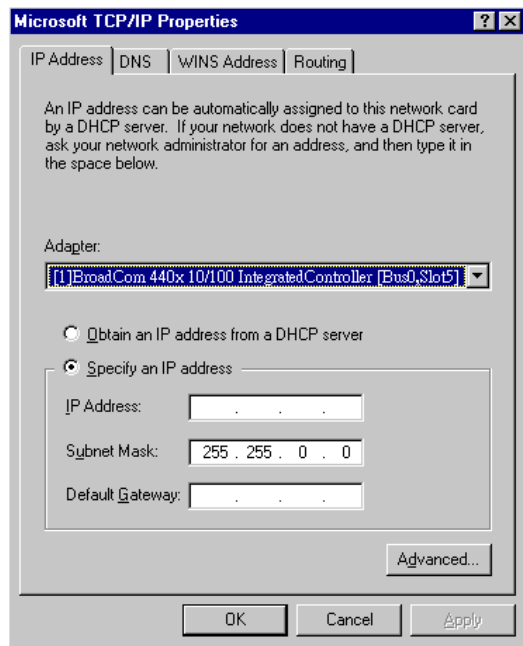 Microsoft TCP/IP Properties ? ×
IP Address DNS WINS Address Routing
An IP address can be automatically assigned to this network card
by a DHCP server. If your network does not have a DHCP server,
ask your network administrator for an address, and then type it in
the space below.
Adapter:
[1]BroadCom 440x 10/100 IntegratedController [Bus0,Slot5]
Obtain an IP address from a DHCP server
Specify an IP address
IP Address: . . .
Subnet Mask: 255 . 255 . 0 . 0
Default Gateway: . . .
Advanced...
OK Cancel Apply